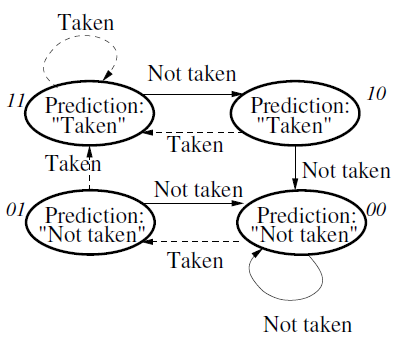 Taken
Not taken
11
Prediction:
"Taken"
10
Prediction:
"Taken"
Taken
Taken
Not taken
Not taken
01
Prediction:
"Not taken"
00
Prediction:
"Not taken"
Taken
Not taken